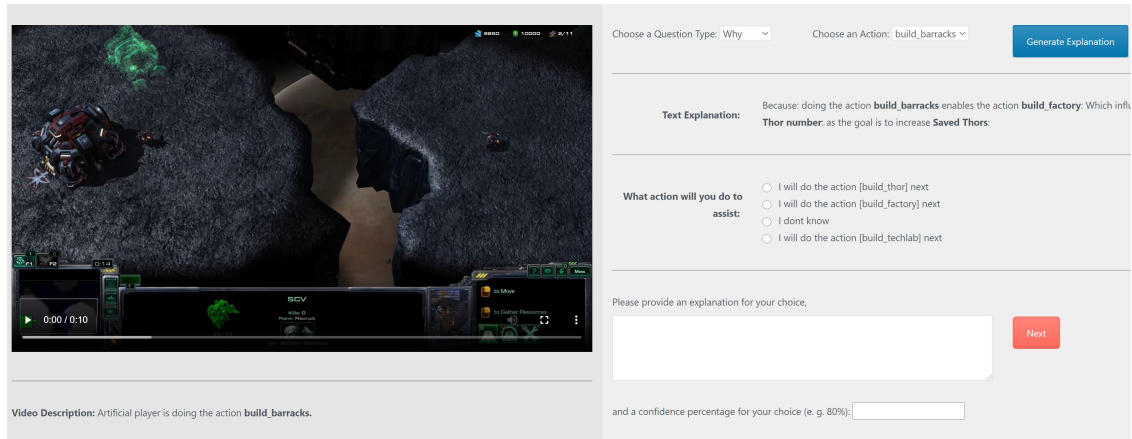 9850 10000 2/11
Choose a Question Type: Why Choose an Action: build_barracks
Generate Explanation
Because: doing the action build_barracks enables the action build_factory: Which influ
Text Explanation:
Thor number: as the goal is to increase Saved Thors:
What action will you do to assist:
I will do the action [build_thor] next
I will do the action [build_factory] next
I dont know
I will do the action [build_techlab] next
F1 F2 0:14
Menu
SCV
Kills: 0
Rank: Recruit
to Move
to Gather Resources
0:00 / 0:10
Please provide an explanation for your choice,
Next
Video Description: Artificial player is doing the action build_barracks.
and a confidence percentage for your choice (e. g. 80%):